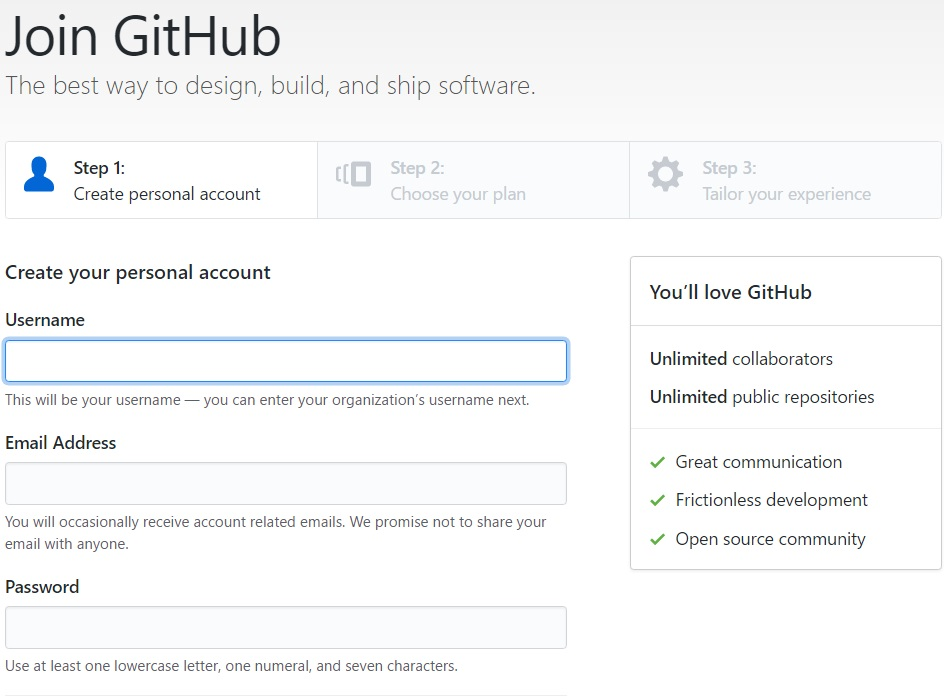 Join GitHub
The best way to design, build, and ship software.
Step 1:
Create personal account
Step 2:
Choose your plan
Step 3:
Tailor your experience
Create your personal account
Username
This will be your username — you can enter your organization’s username next.
Email Address
You will occasionally receive account related emails. We promise not to share your
email with anyone.
Password
Use at least one lowercase letter, one numeral, and seven characters.
You’ll love GitHub
Unlimited collaborators
Unlimited public repositories
Great communication
Frictionless development
Open source community